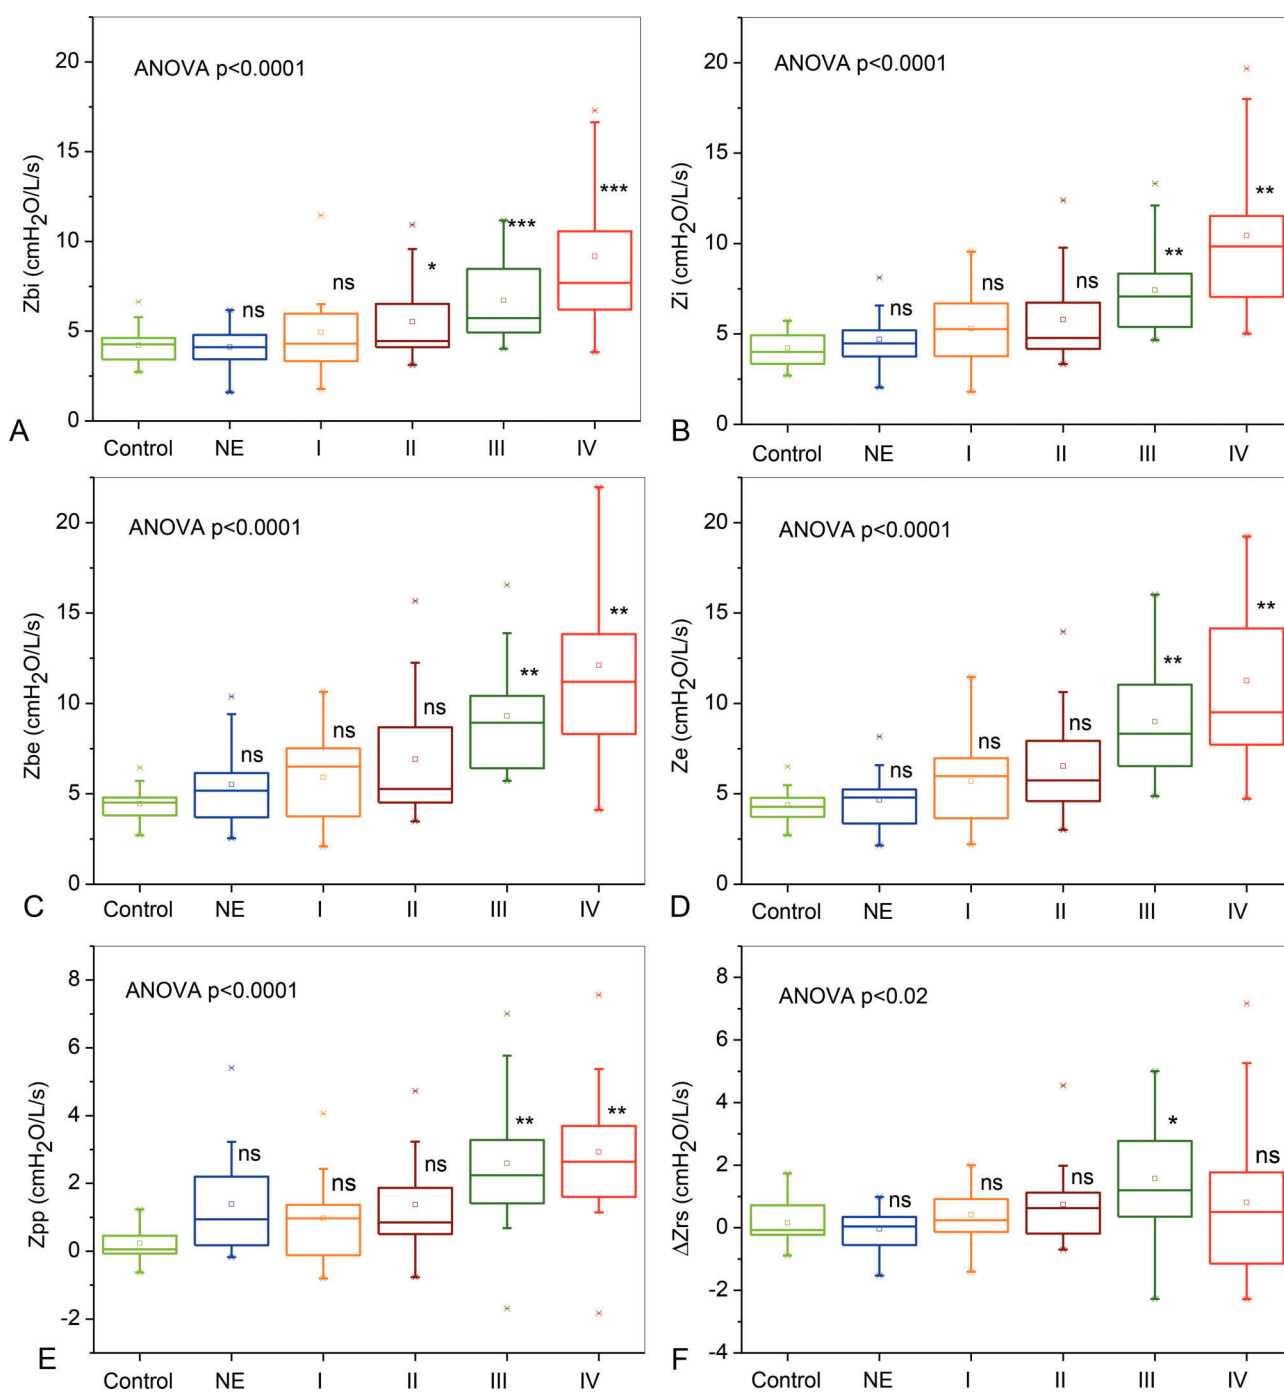 ANOVA p<0.0001
Zbi (cmH2O/L/s)
20
15
10
5
0
ns
ns
*
***
***
A
Control NE I II III IV
ANOVA p<0.0001
Zi (cmH2O/L/s)
20
15
10
5
0
ns
ns
ns
**
**
B
Control NE I II III IV
ANOVA p<0.0001
Zbe (cmH2O/L/s)
20
15
10
5
0
ns
ns
ns
**
**
C
Control NE I II III IV
ANOVA p<0.0001
Ze (cmH2O/L/s)
20
15
10
5
0
ns
ns
ns
**
**
D
Control NE I II III IV
ANOVA p<0.0001
Zpp (cmH2O/L/s)
8
6
4
2
0
-2
ns
ns
ns
**
**
E
Control NE I II III IV
ANOVA p<0.02
ΔZrs (cmH2O/L/s)
8
6
4
2
0
-2
-4
ns
ns
ns
*
ns
F
Control NE I II III IV